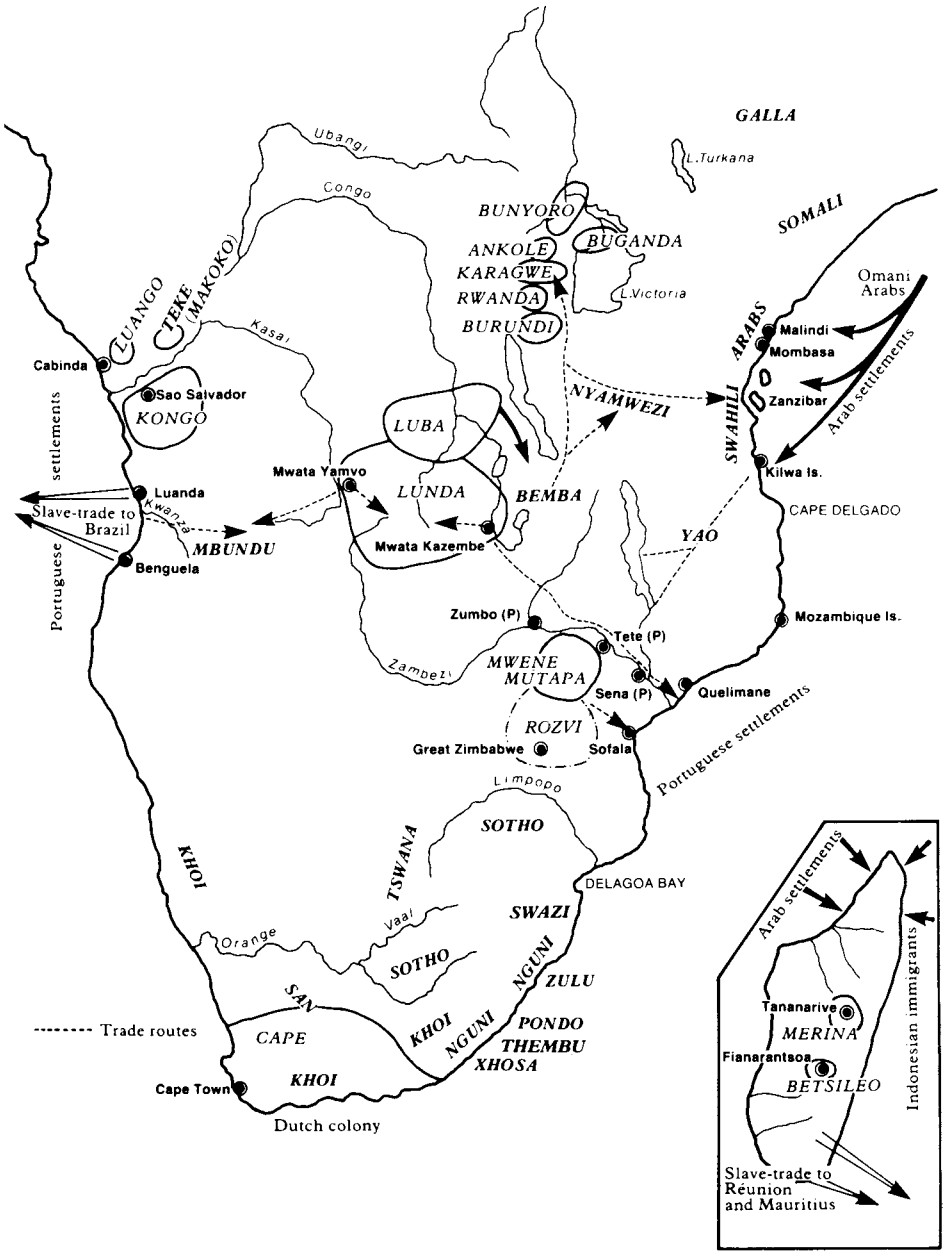 GALLA
Ubangi
L.Turkana
Congo
SOMALI
BUNYORO
BUGANDA
ANKOLE
KARAGWE
RWANDA
BURUNDI
L.Victoria
Omani
Arabs
LUANGO
TEKE
(MAKOKO)
Kasai
ARABS
Malindi
Mombasa
Cabinda
Arab settlements
Sao Salvador
KONGO
NYAMWEZI
Zanzibar
LUBA
SWAHILI
Portuguese settlements
Mwata Yamvo
LUNDA
BEMBA
Kilwa Is.
Luanda
Slave-trade to
Brazil
Kwanza
MBUNDU
CAPE DELGADO
Mwata Kazembe
YAO
Benguela
Zumbo (P)
Mozambique Is.
Tete (P)
Zambezi
MWENE
MUTAPA
Sena (P)
Quelimane
ROZVI
Great Zimbabwe
Sofala
Portuguese settlements
Limpopo
SOTHO
TSWANA
KHOI
DELAGOA BAY
Vaal
SWAZI
Orange
SOTHO
NGUNI
ZULU
SAN
Trade routes
CAPE
KHOI
NGUNI
PONDO
THEMBU
XHOSA
Cape Town
KHOI
Dutch colony
Arab settlements
Indonesian immigrants
Tananarive
MERINA
Fianarantsoa
BETSILEO
Slave-trade to
Réunion
and Mauritius